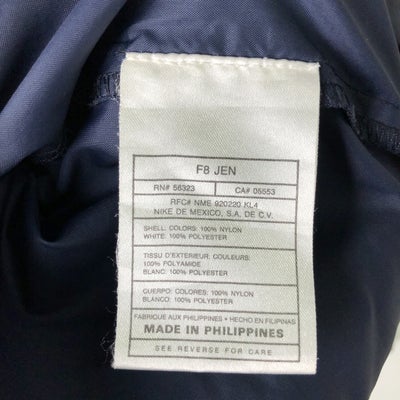 F8 JEN
RN# 56323 CA# 05553
RFC# NME 920220 KL4
NIKE DE MEXICO, S.A. DE C.V.
SHELL: COLORS: 100% NYLON
WHITE: 100% POLYESTER
TISSU D'EXTERIEUR: COULEURS:
100% POLYAMIDE
BLANC: 100% POLYESTER
CUERPO: COLORES: 100% NYLON
BLANCO: 100% POLYESTER
FABRIQUE AUX PHILIPPINES • HECHO EN FILIPINAS
MADE IN PHILIPPINES
SEE REVERSE FOR CARE